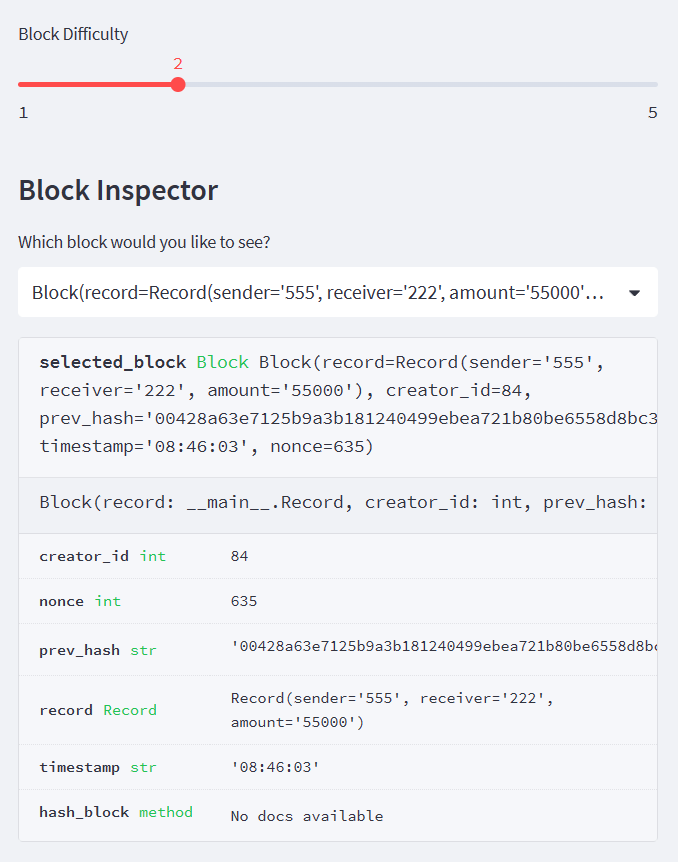 Block Difficulty
2
1 5
Block Inspector
Which block would you like to see?
Block(record=Record(sender='555', receiver='222', amount='55000'...
selected_block Block Block(record=Record(sender='555',
receiver='222', amount='55000'), creator_id=84,
prev_hash='00428a63e7125b9a3b181240499ebea721b80be6558d8bc3
timestamp='08:46:03', nonce=635)
Block(record: __main__.Record, creator_id: int, prev_hash:
creator_id int 84
nonce int 635
prev_hash str '00428a63e7125b9a3b181240499ebea721b80be6558d8bc
record Record Record(sender='555', receiver='222',
amount='55000')
timestamp str '08:46:03'
hash_block method No docs available